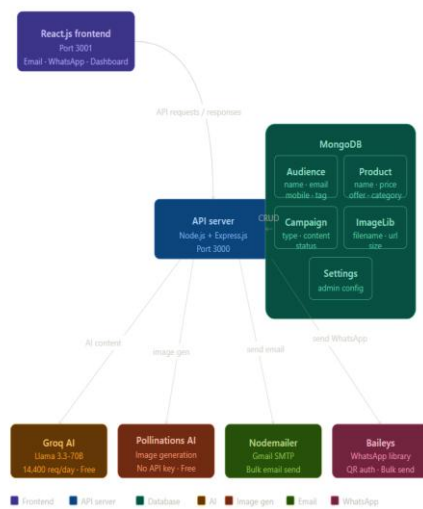 React.js frontend
Port 3001
Email · WhatsApp · Dashboard
API requests / responses
MongoDB
Audience
name · email
mobile · tag
Product
name · price
offer · category
API server
Node.js + Express.js
Port 3000
CRUD
Campaign
type · content
status
ImageLib
filename · url
size
Settings
admin config
AI content
image gen
send email
send WhatsApp
Groq AI
Llama 3.3-70B
14,400 req/day · Free
Pollinations AI
Image generation
No API key · Free
Nodemailer
Gmail SMTP
Bulk email send
Baileys
WhatsApp library
QR auth · Bulk send
Frontend
API server
Database
AI
Image gen
Email
WhatsApp